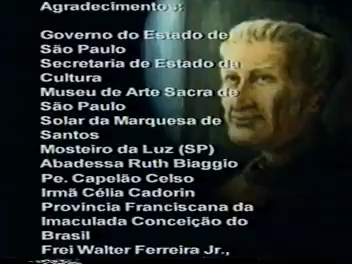 Agradecimentos:
Governo do Estado de
São Paulo
Secretaria de Estado da
Cultura
Museu de Arte Sacra de
São Paulo
Solar da Marquesa de
Santos
Mosteiro da Luz (SP)
Abadessa Ruth Biaggio
Pe. Capelão Celso
Irmã Célia Cadorin
Província Franciscana da
Imaculada Conceição do
Brasil
Frei Walter Ferreira Jr.,